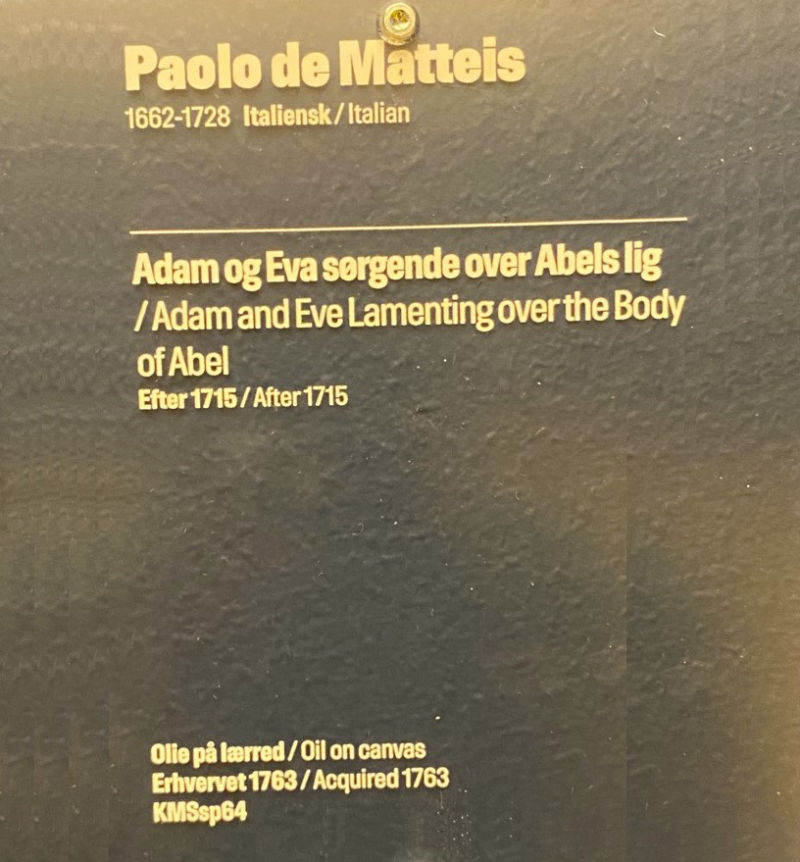 Paolo de Matteis
1662-1728 Italiensk / Italian
Adam og Eva sørgende over Abels lig
/ Adam and Eve Lamenting over the Body
of Abel
Efter 1715 / After 1715
Olie på lærred / Oil on canvas
Erhvervet 1763 / Acquired 1763
KMSsp64